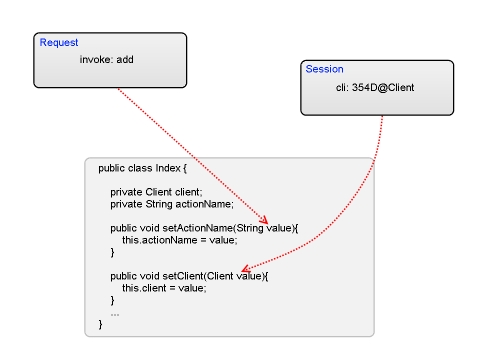 Request
invoke: add
Session
cli: 354D@Client
public class Index {
private Client client;
private String actionName;
public void setActionName(String value){
this.actionName = value;
}
public void setClient(Client value){
this.client = value;
}
...
}